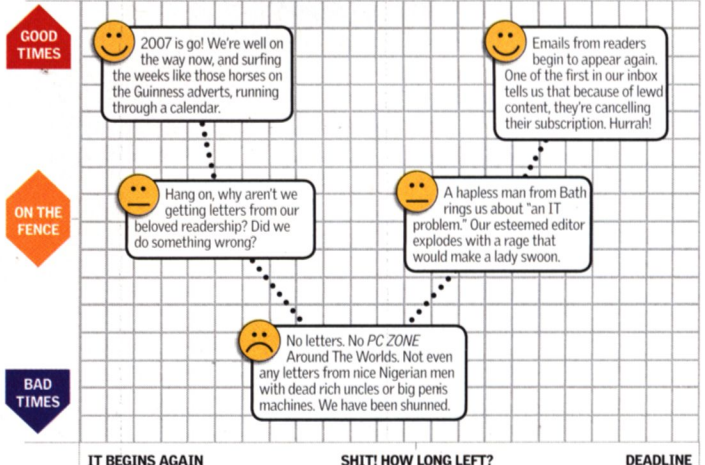 GOOD
TIMES
2007 is go! We're well on
the way now, and surfing
the weeks like those horses on
the Guinness adverts, running
through a calendar.
Emails from readers
begin to appear again.
One of the first in our inbox
tells us that because of lewd
content, they're cancelling
their subscription. Hurrah!
ON THE
FENCE
Hang on, why aren't we
getting letters from our
beloved readership? Did we
do something wrong?
A hapless man from Bath
rings us about "an IT
problem." Our esteemed editor
explodes with a rage that
would make a lady swoon.
BAD
TIMES
No letters. No PC ZONE
Around The Worlds. Not even
any letters from nice Nigerian men
with dead rich uncles or big penis
machines. We have been shunned.
IT BEGINS AGAIN
SHIT! HOW LONG LEFT?
DEADLINE